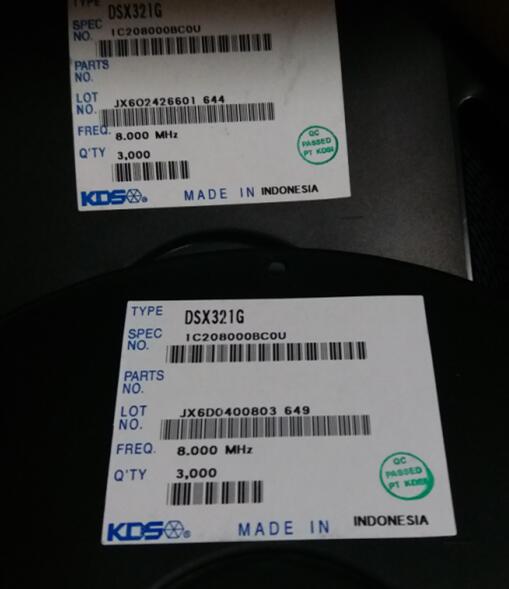 TYPE DSX321G
SPEC NO. 1C208000BC0U
PARTS NO.
LOT NO. JX602426601 644
FREQ. 8.000 MHz
Q'TY 3,000
QC PASSED PT KDSI
KDS MADE IN INDONESIA
TYPE DSX321G
SPEC NO. 1C208000BC0U
PARTS NO.
LOT NO. JX6D0400803 649
FREQ. 8.000 MHz
Q'TY 3,000
QC PASSED PT KDSI
KDS MADE IN INDONESIA